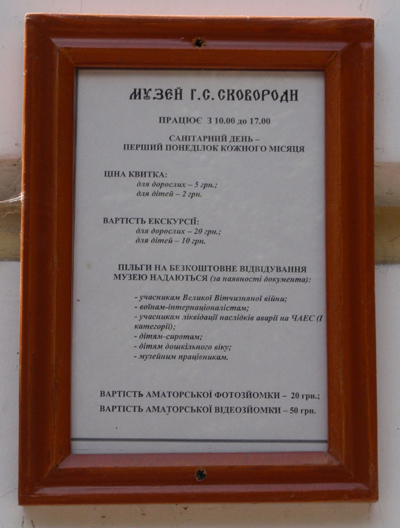 МУЗЕЙ Г.С. СКОВОРОДИ
ПРАЦЮЄ З 10.00 до 17.00
САНІТАРНИЙ ДЕНЬ –
ПЕРШИЙ ПОНЕДІЛОК КОЖНОГО МІСЯЦЯ
ЦІНА КВИТКА:
для дорослих – 5 грн.;
для дітей – 2 грн.
ВАРТІСТЬ ЕКСКУРСІЇ:
для дорослих – 20 грн.;
для дітей – 10 грн.
ПІЛЬГИ НА БЕЗКОШТОВНЕ ВІДВІДУВАННЯ
МУЗЕЮ НАДАЮТЬСЯ (за наявності документа):
- учасникам Великої Вітчизняної війни;
- воїнам-інтернаціоналістам;
- учасникам ліквідації наслідків аварії на ЧАЕС (І
категорії);
- дітям-сиротам;
- дітям дошкільного віку;
- музейним працівникам.
ВАРТІСТЬ АМАТОРСЬКОЇ ФОТОЗЙОМКИ – 20 грн.;
ВАРТІСТЬ АМАТОРСЬКОЇ ВІДЕОЗЙОМКИ – 50 грн.